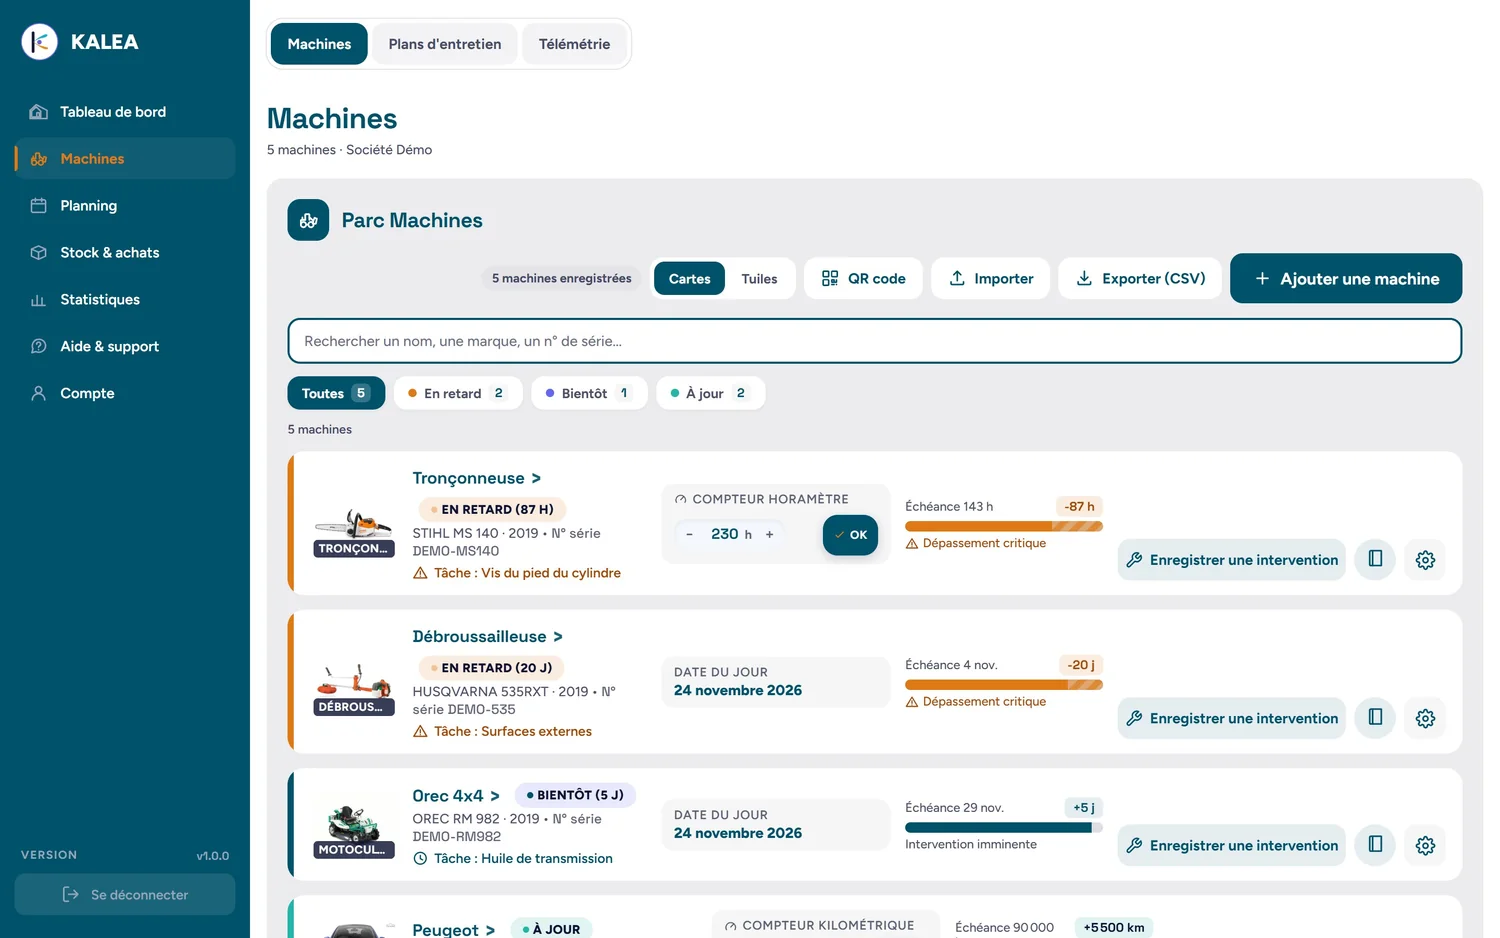 KALEA
Tableau de bord
Machines
Planning
Stock & achats
Statistiques
Aide & support
Compte
VERSION
v1.0.0
Se déconnecter
Machines
Plans d'entretien
Télémétrie
Machines
5 machines · Société Démo
Parc Machines
5 machines enregistrées
Cartes
Tuiles
QR code
Importer
Exporter (CSV)
+ Ajouter une machine
Rechercher un nom, une marque, un n° de série...
Toutes 5
En retard 2
Bientôt 1
À jour 2
5 machines
TRONÇON...
Tronçonneuse >
EN RETARD (87 H)
STIHL MS 140 · 2019 • N° série
DEMO-MS140
Tâche : Vis du pied du cylindre
COMPTEUR HORAMÈTRE
- 230 h +
OK
Échéance 143 h
-87 h
Dépassement critique
Enregistrer une intervention
DÉBROUS...
Débroussailleuse >
EN RETARD (20 J)
HUSQVARNA 535RXT · 2019 • N°
série DEMO-535
Tâche : Surfaces externes
DATE DU JOUR
24 novembre 2026
Échéance 4 nov.
-20 j
Dépassement critique
Enregistrer une intervention
MOTOCUL...
Orec 4x4 >
BIENTÔT (5 J)
OREC RM 982 · 2019 • N° série
DEMO-RM982
Tâche : Huile de transmission
DATE DU JOUR
24 novembre 2026
Échéance 29 nov.
+5 j
Intervention imminente
Enregistrer une intervention
Peugeot >
À JOUR
COMPTEUR KILOMÉTRIQUE
Échéance 90 000
+5 500 km